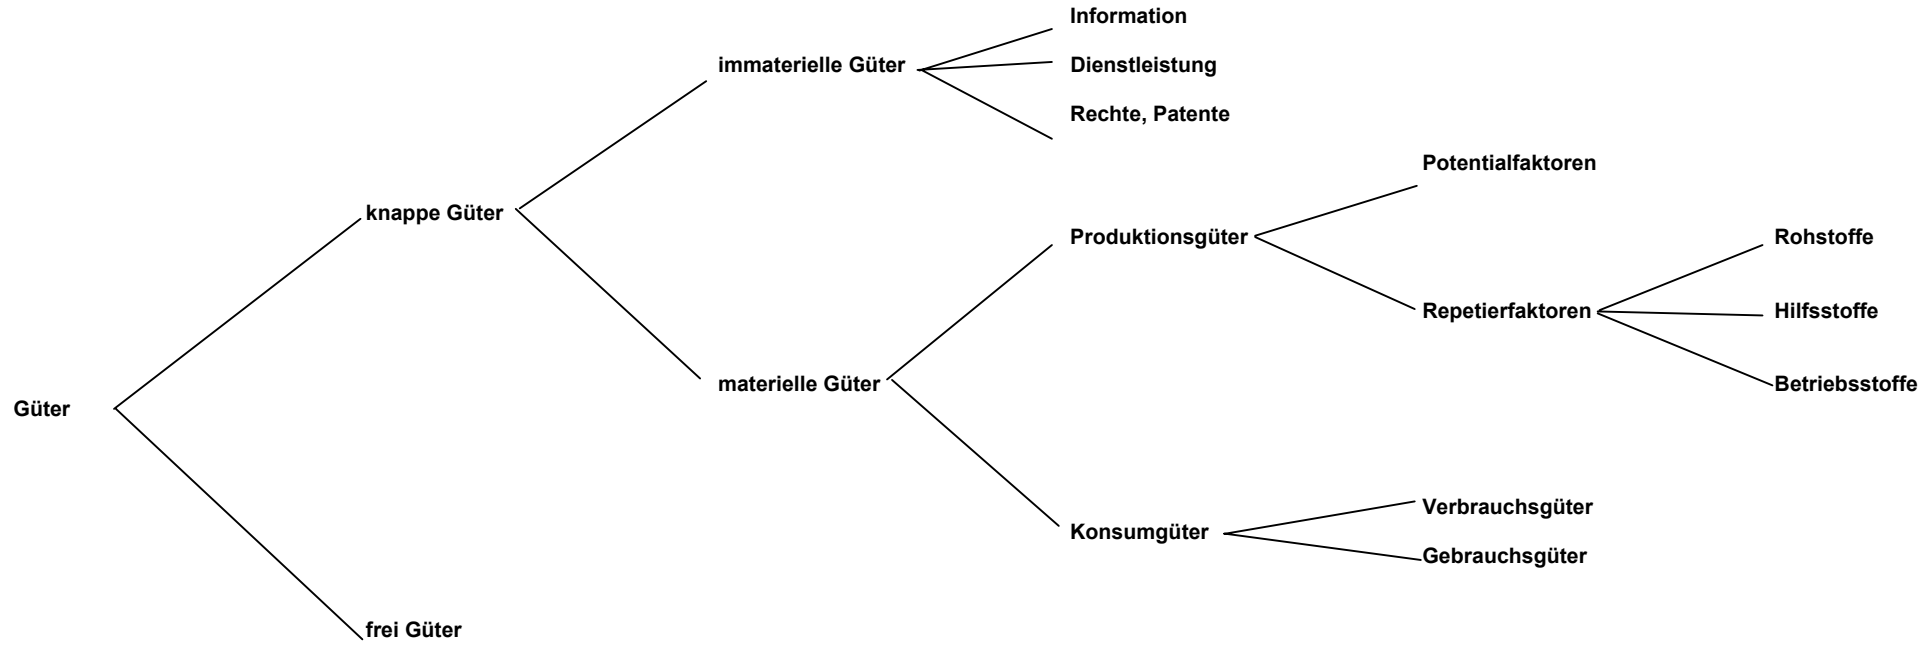 Information
immaterielle Güter
Dienstleistung
Rechte, Patente
Potentialfaktoren
knappe Güter
Produktionsgüter
Rohstoffe
Repetierfaktoren
Hilfsstoffe
materielle Güter
Betriebsstoffe
Güter
Verbrauchsgüter
Konsumgüter
Gebrauchsgüter
frei Güter